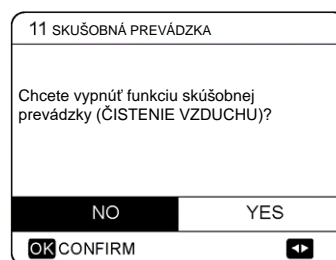 11 SKUŠOBNÁ PREVÁDZKA
Chcete vypnúť funkciu skúšobnej
prevádzky (ČISTENIE VZDUCHU)?
NO YES
OK CONFIRM